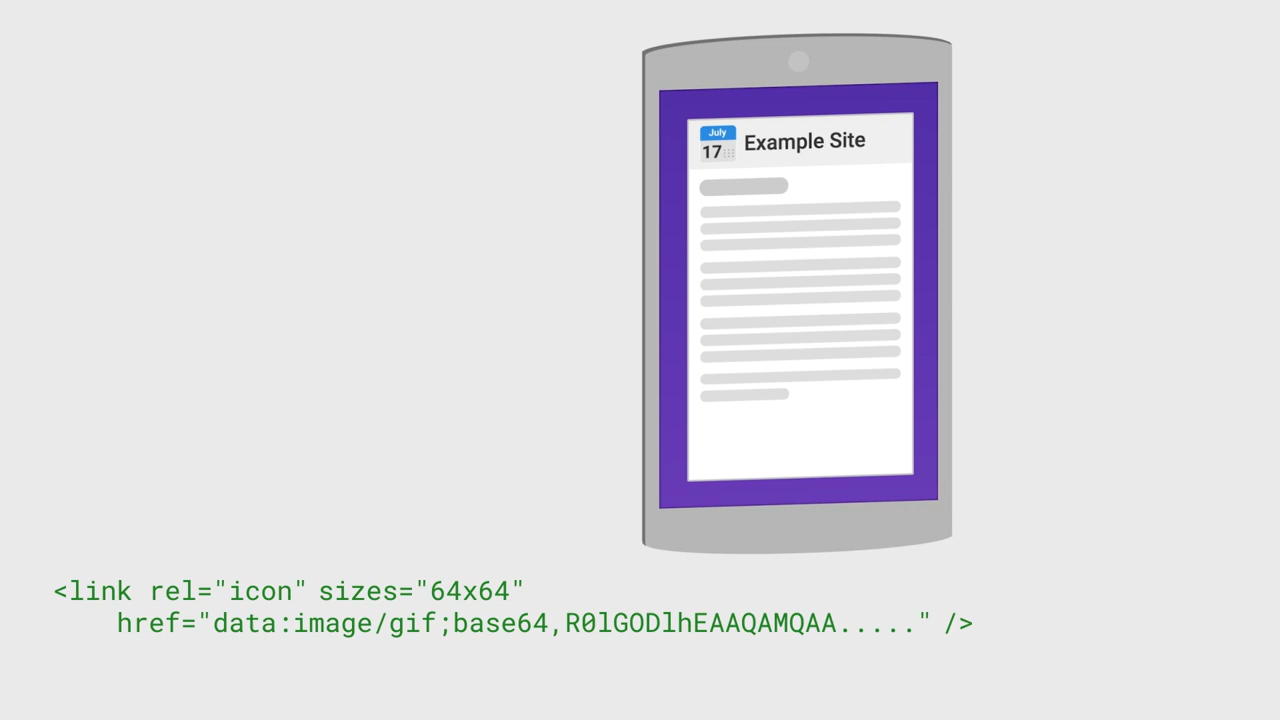 July
17
Example Site
<link rel="icon" sizes="64x64"
href="data:image/gif;base64,R0lGODlhEAAQAMQAA....." />